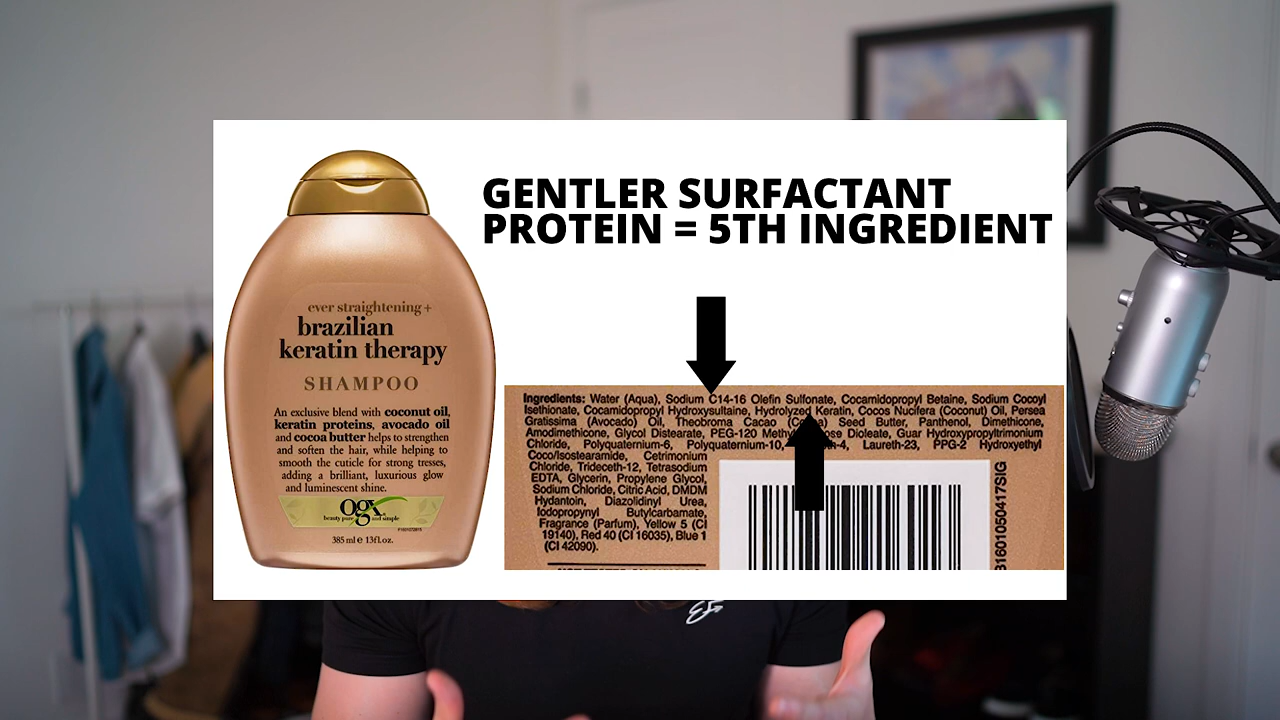 GENTLER SURFACTANT
PROTEIN = 5TH INGREDIENT
ever straightening+
brazilian
keratin therapy
SHAMPOO
An exclusive blend with coconut oil,
keratin proteins, avocado oil
and cocoa butter helps to strengthen
and soften the hair, while helping to
smooth the cuticle for strong tresses,
adding a brilliant, luxurious glow
and luminescent shine.
ogx
beauty pure and simple
385 ml e 13fl.oz.
Ingredients: Water (Aqua), Sodium C14-16 Olefin Sulfonate, Cocamidopropyl Betaine, Sodium Cocoyl
Isethionate, Cocamidopropyl Hydroxysultaine, Hydrolyzed Keratin, Cocos Nucifera (Coconut) Oil, Persea
Gratissima (Avocado) Oil, Theobroma Cacao Seed Butter, Panthenol, Dimethicone,
Amodimethicone, Glycol Distearate, PEG-120 Dioleate, Guar Hydroxypropyltrimonium
Chloride, Polyquaternium-6, Polyquaternium-10, Laureth-23, PPG-2 Hydroxyethyl
Coco/Isostearamide, Cetrimonium
Chloride, Trideceth-12, Tetrasodium
EDTA, Glycerin, Propylene Glycol,
Sodium Chloride, Citric Acid, DMDM
Hydantoin, Diazolidinyl Urea,
Iodopropynyl Butylcarbamate,
Fragrance (Parfum), Yellow 5 (CI
19140), Red 40 (CI 16035), Blue 1
(CI 42090).
81601050417SIG